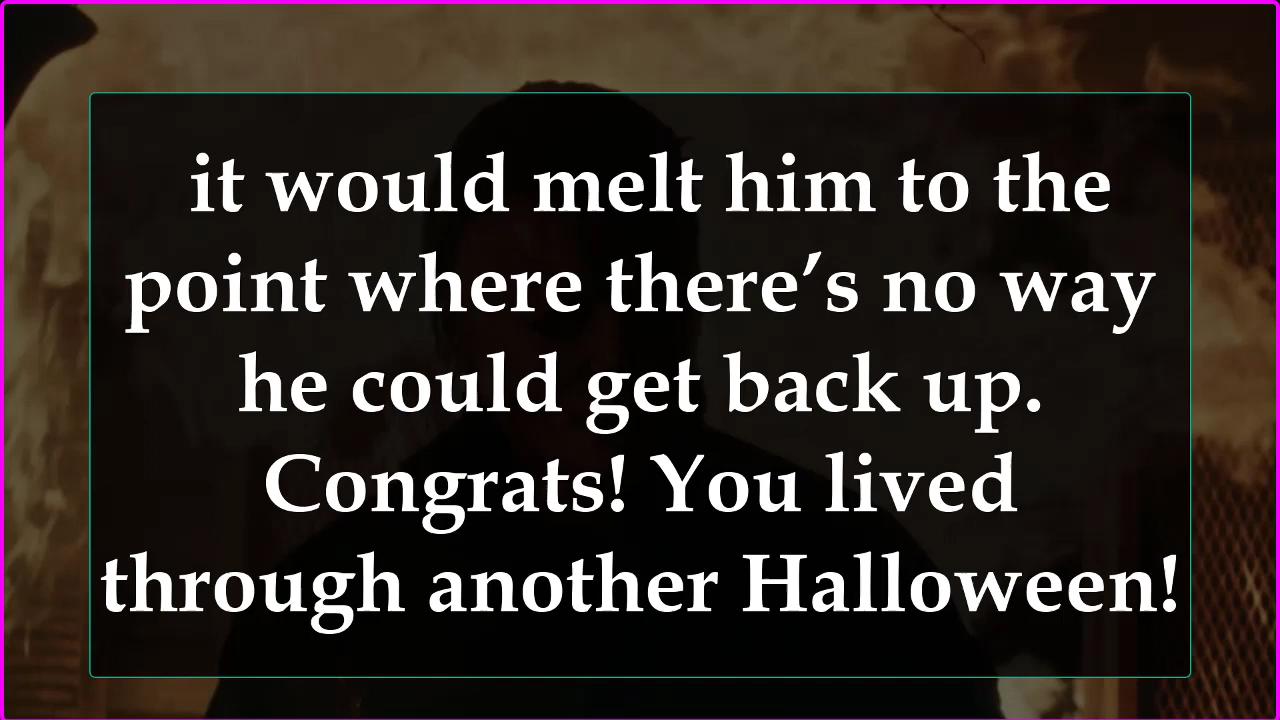 it would melt him to the
point where there’s no way
he could get back up.
Congrats! You lived
through another Halloween!